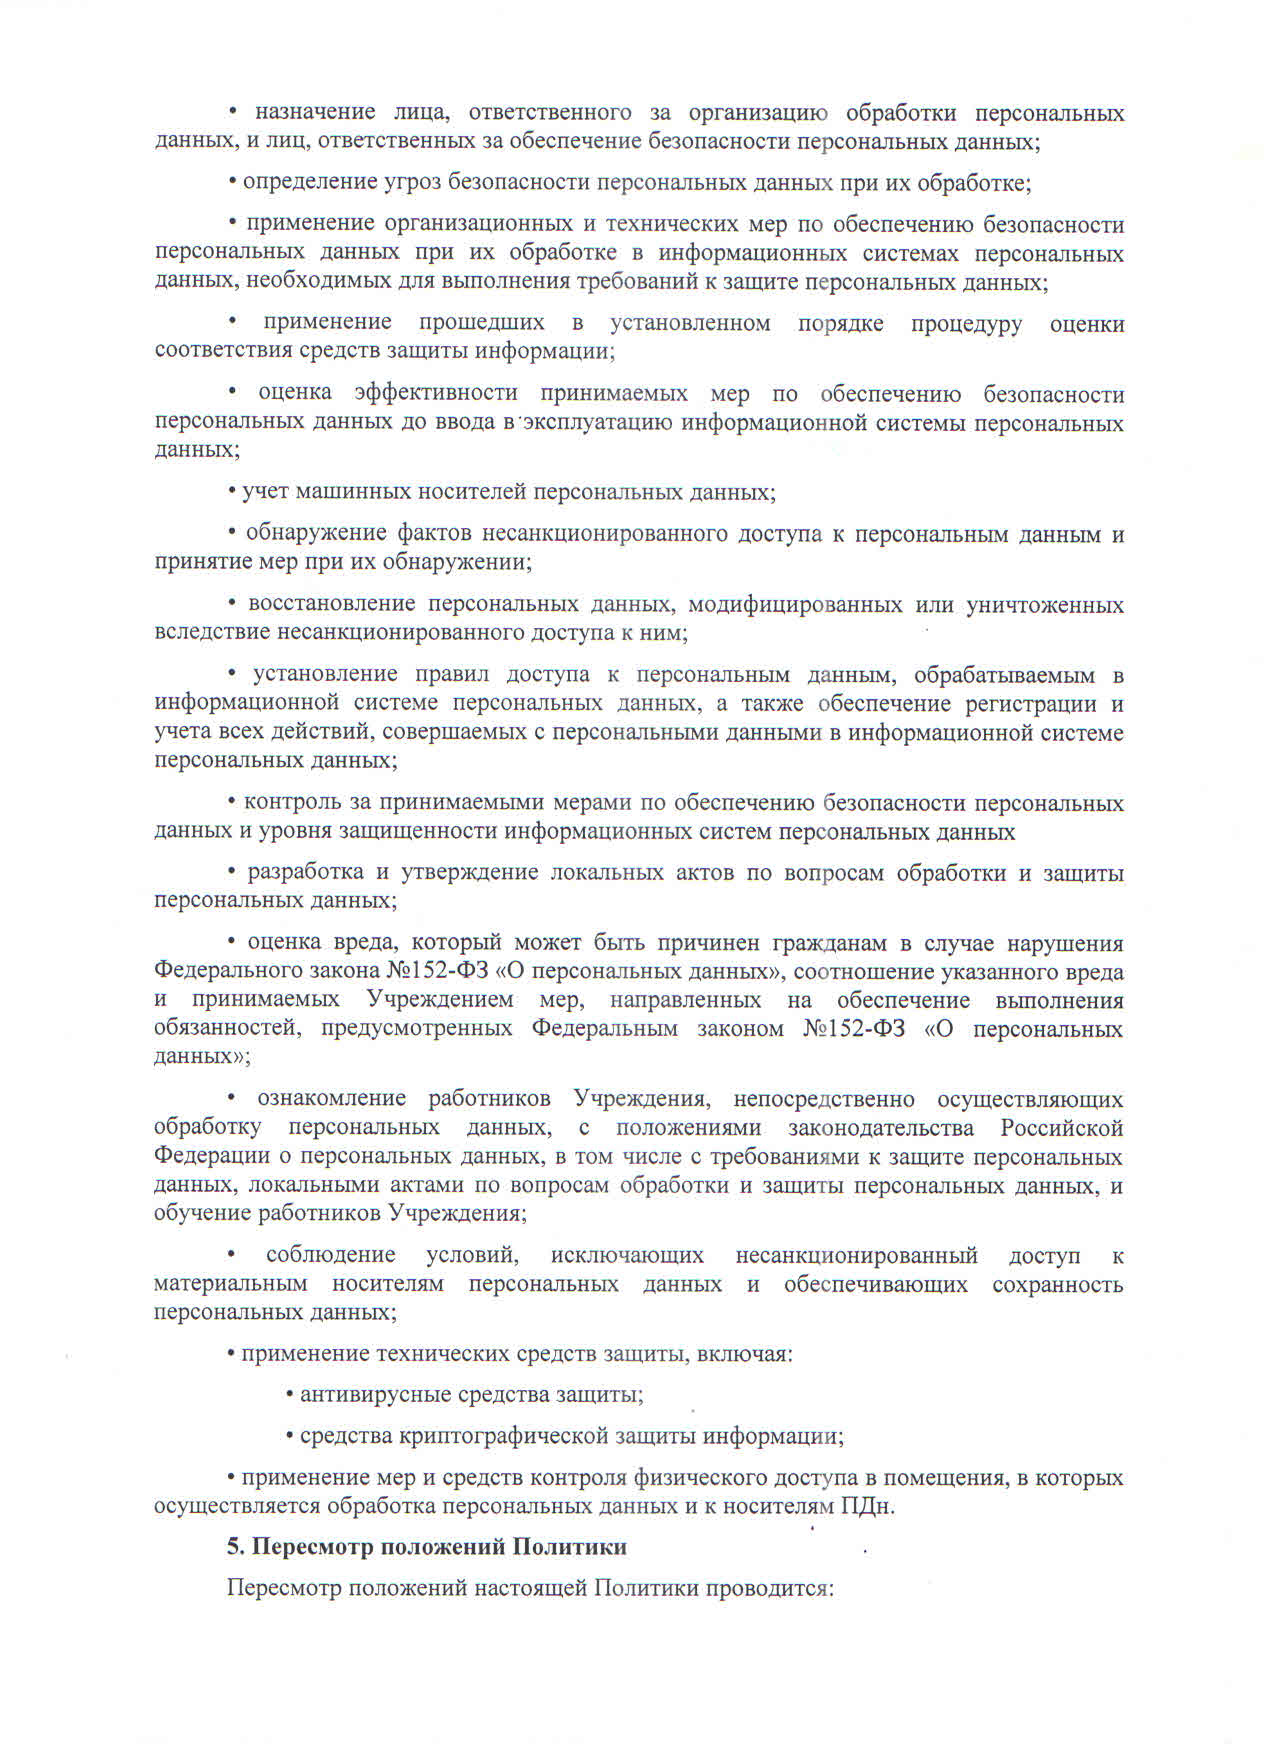 • назначение лица, ответственного за организацию обработки персональных
данных, и лиц, ответственных за обеспечение безопасности персональных данных;
• определение угроз безопасности персональных данных при их обработке;
• применение организационных и технических мер по обеспечению безопасности
персональных данных при их обработке в информационных системах персональных
данных, необходимых для выполнения требований к защите персональных данных;
• применение прошедших в установленном порядке процедуру оценки
соответствия средств защиты информации;
• оценка эффективности принимаемых мер по обеспечению безопасности
персональных данных до ввода в эксплуатацию информационной системы персональных
данных;
• учет машинных носителей персональных данных;
• обнаружение фактов несанкционированного доступа к персональным данным и
принятие мер при их обнаружении;
• восстановление персональных данных, модифицированных или уничтоженных
вследствие несанкционированного доступа к ним;
• установление правил доступа к персональным данным, обрабатываемым в
информационной системе персональных данных, а также обеспечение регистрации и
учета всех действий, совершаемых с персональными данными в информационной системе
персональных данных;
• контроль за принимаемыми мерами по обеспечению безопасности персональных
данных и уровня защищенности информационных систем персональных данных
• разработка и утверждение локальных актов по вопросам обработки и защиты
персональных данных;
• оценка вреда, который может быть причинен гражданам в случае нарушения
Федерального закона №152-ФЗ «О персональных данных», соотношение указанного вреда
и принимаемых Учреждением мер, направленных на обеспечение выполнения
обязанностей, предусмотренных Федеральным законом №152-ФЗ «О персональных
данных»;
• ознакомление работников Учреждения, непосредственно осуществляющих
обработку персональных данных, с положениями законодательства Российской
Федерации о персональных данных, в том числе с требованиями к защите персональных
данных, локальными актами по вопросам обработки и защиты персональных данных, и
обучение работников Учреждения;
• соблюдение условий, исключающих несанкционированный доступ к
материальным носителям персональных данных и обеспечивающих сохранность
персональных данных;
• применение технических средств защиты, включая:
• антивирусные средства защиты;
• средства криптографической защиты информации;
• применение мер и средств контроля физического доступа в помещения, в которых
осуществляется обработка персональных данных и к носителям ПДн.
5. Пересмотр положений Политики
Пересмотр положений настоящей Политики проводится: